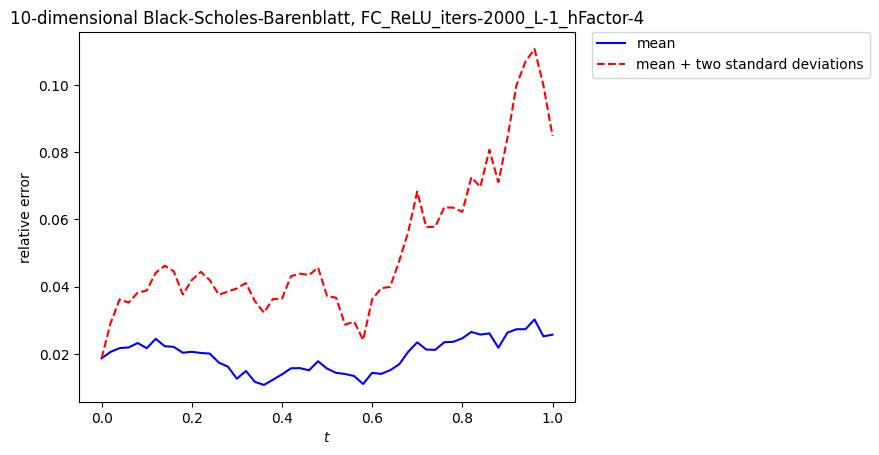 10-dimensional Black-Scholes-Barenblatt, FC_ReLU_iters-2000_L-1_hFactor-4
mean
mean + two standard deviations
0.10
0.08
0.06
0.04
0.02
relative error
0.0 0.2 0.4 0.6 0.8 1.0
t